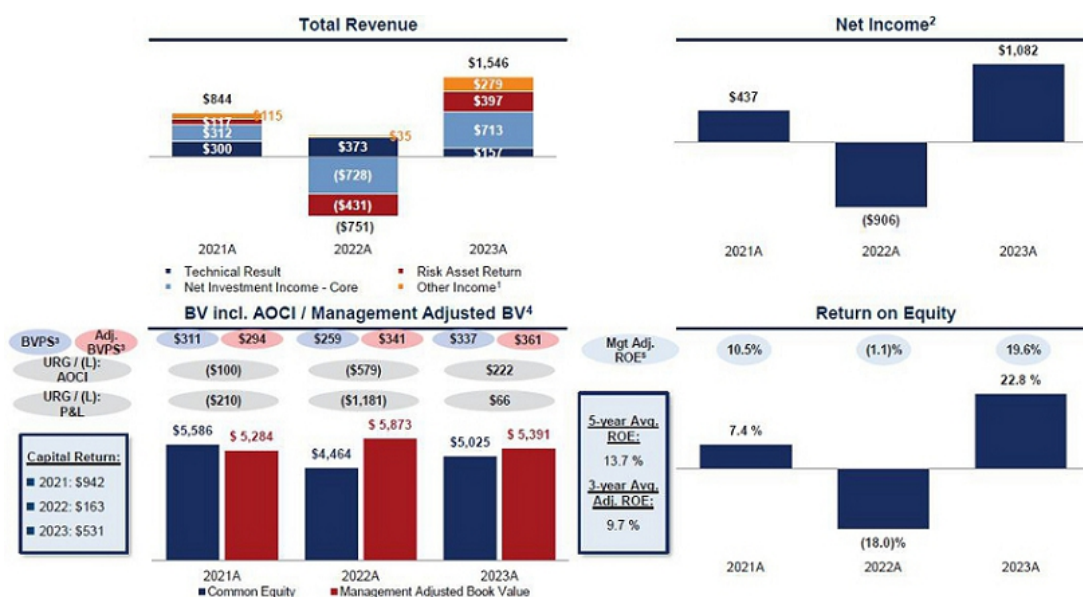 Total Revenue
$1,546
$844
$279
$397
$115
$117
$312
$300
$35
$373
$713
$157
($728)
($431)
($751)
2021A
2022A
2023A
Technical Result
Risk Asset Return
Net Investment Income - Core
Other Income1
Net Income2
$1,082
$437
($906)
2021A
2022A
2023A
BV incl. AOCI / Management Adjusted BV4
BVPS3
Adj. BVPS3
$311
$294
$259
$341
$337
$361
URG / (L):
AOCI
($100)
($579)
$222
URG / (L):
P&L
($210)
($1,181)
$66
Capital Return:
2021: $942
2022: $163
2023: $531
$5,586
$ 5,284
$4,464
$ 5,873
$5,025
$ 5,391
2021A
2022A
2023A
Common Equity
Management Adjusted Book Value
Return on Equity
Mgt Adj.
ROE5
10.5%
(1.1)%
19.6%
22.8 %
7.4 %
(18.0)%
5-year Avg.
ROE:
13.7 %
3-year Avg.
Adj. ROE:
9.7 %
2021A
2022A
2023A